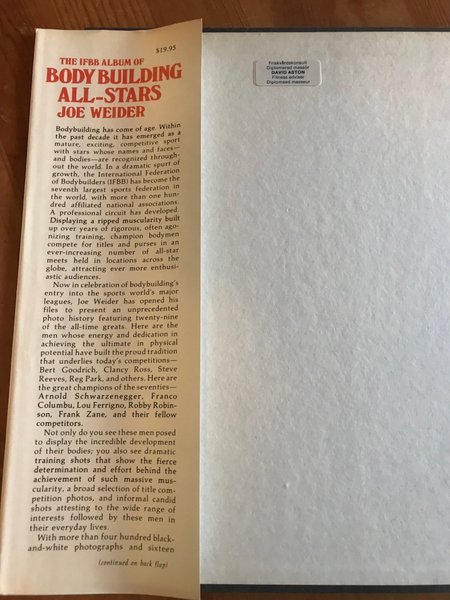 $19.95
THE IFBB ALBUM OF
BODYBUILDING
ALL-STARS
JOE WEIDER
Bodybuilding has come of age. Within
the past decade it has emerged as a
mature, exciting, competitive sport
with stars whose names and faces—
and bodies—are recognized through-
out the world. In a dramatic spurt of
growth, the International Federation
of Bodybuilders (IFBB) has become the
seventh largest sports federation in
the world, with more than one hun-
dred affiliated national associations.
A professional circuit has developed.
Displaying a ripped muscularity built
up over years of rigorous, often ago-
nizing training, champion bodymen
compete for titles and purses in an
ever-increasing number of all-star
meets held in locations across the
globe, attracting ever more enthusi-
astic audiences.
Now in celebration of bodybuilding's
entry into the sports world's major
leagues, Joe Weider has opened his
files to present an unprecedented
photo history featuring twenty-nine
of the all-time greats. Here are the
men whose energy and dedication in
achieving the ultimate in physical
potential have built the proud tradition
that underlies today's competitions—
Bert Goodrich, Clancy Ross, Steve
Reeves, Reg Park, and others. Here are
the great champions of the seventies—
Arnold Schwarzenegger, Franco
Columbu, Lou Ferrigno, Robby Robin-
son, Frank Zane, and their fellow
competitors.
Not only do you see these men posed
to display the incredible development
of their bodies; you also see dramatic
training shots that show the fierce
determination and effort behind the
achievement of such massive mus-
cularity, a broad selection of title com-
petition photos, and informal candid
shots attesting to the wide range of
interests followed by these men in
their everyday lives.
With more than four hundred black-
and-white photographs and sixteen
(continued on back flap)
Friskvårdskonsult
Diplomerad massör
DAVID ASTON
Fitness advisor
Diplomaed masseur